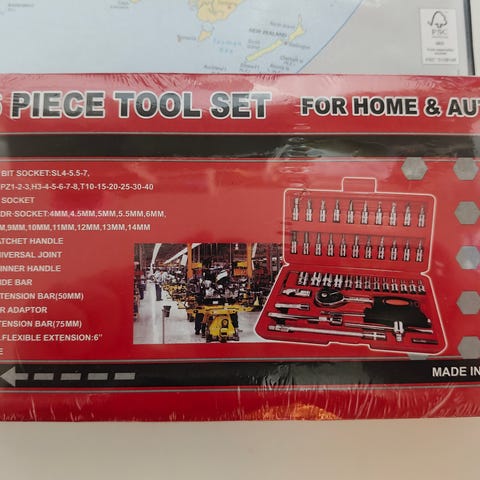 NEW ZEALAND
FSC
PIECE TOOL SET FOR HOME & AU
BIT SOCKET:SL4-5.5-7,
PZ1-2-3,H3-4-5-6-7-8,T10-15-20-25-30-40
SOCKET
DR-SOCKET:4MM,4.5MM,5MM,5.5MM,6MM,
M,9MM,10MM,11MM,12MM,13MM,14MM
ATCHET HANDLE
IVERSAL JOINT
INNER HANDLE
IDE BAR
TENSION BAR(50MM)
R ADAPTOR
TENSION BAR(75MM)
.FLEXIBLE EXTENSION:6"
E
MADE IN